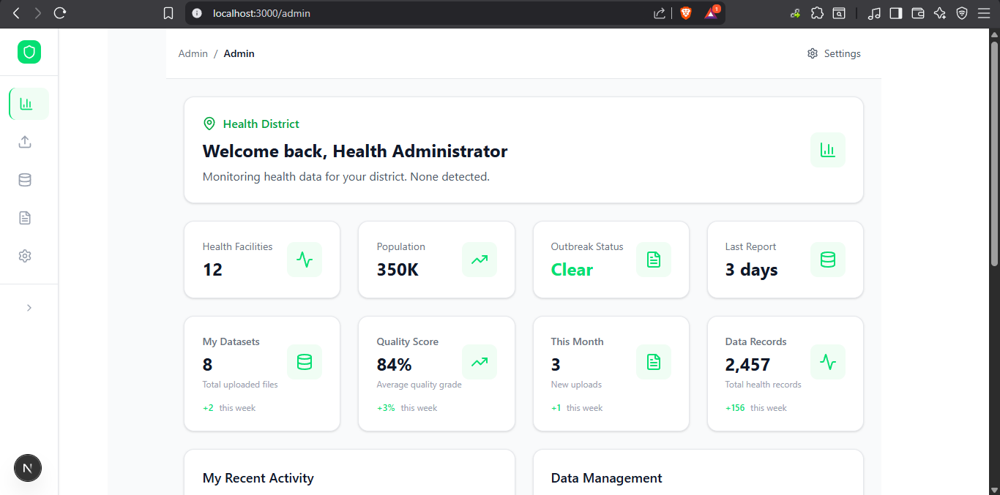 localhost:3000/admin
1
Admin / Admin
Settings
Health District
Welcome back, Health Administrator
Monitoring health data for your district. None detected.
Health Facilities
12
Population
350K
Outbreak Status
Clear
Last Report
3 days
My Datasets
8
Total uploaded files
+2 this week
Quality Score
84%
Average quality grade
+3% this week
This Month
3
New uploads
+1 this week
Data Records
2,457
Total health records
+156 this week
N
My Recent Activity
Data Management